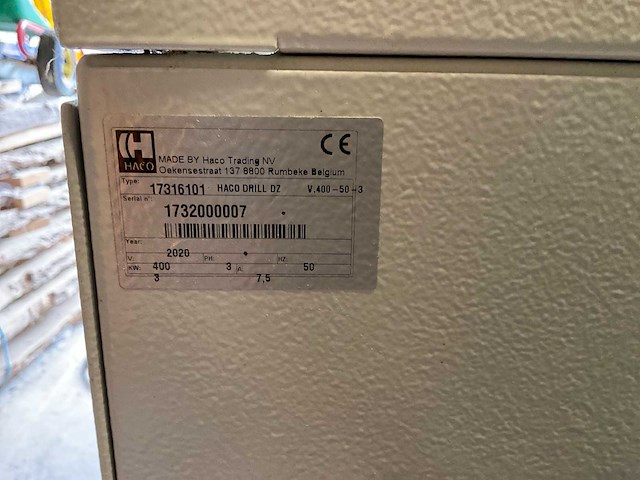 HACO
MADE BY Haco Trading NV
Oekensestraat 137 8800 Rumbeke Belgium
Type: 17316101 HACO DRILL DZ V.400-50-3
Serial n°: 1732000007
Year: 2020
V: 400 PH: 3 HZ: 50
KW: 3 A: 7,5
CE